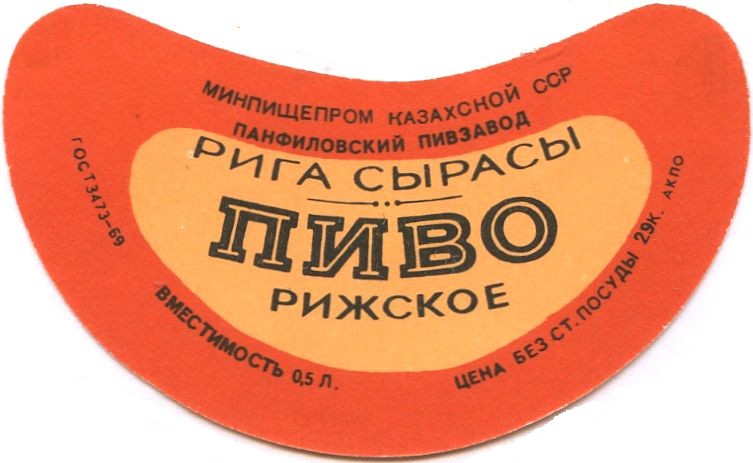 МИНПИЩЕПРОМ КАЗАХСКОЙ ССР
ПАНФИЛОВСКИЙ ПИВЗАВОД
РИГА СЫРАСЫ
ПИВО
РИЖСКОЕ
ГОСТ 3473-69
ВМЕСТИМОСТЬ 0,5 Л.
ЦЕНА БЕЗ СТ. ПОСУДЫ 29К.
АКПО